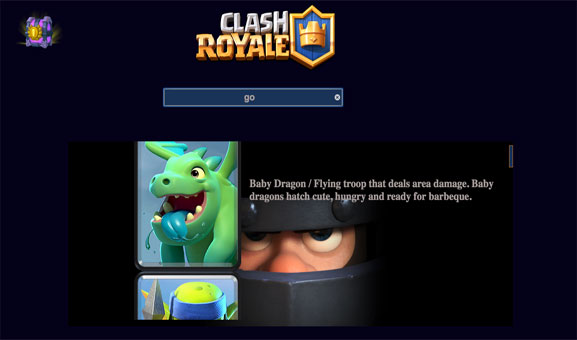 CLASH
ROYALE
go
Baby Dragon / Flying troop that deals area damage. Baby
dragons hatch cute, hungry and ready for barbeque.